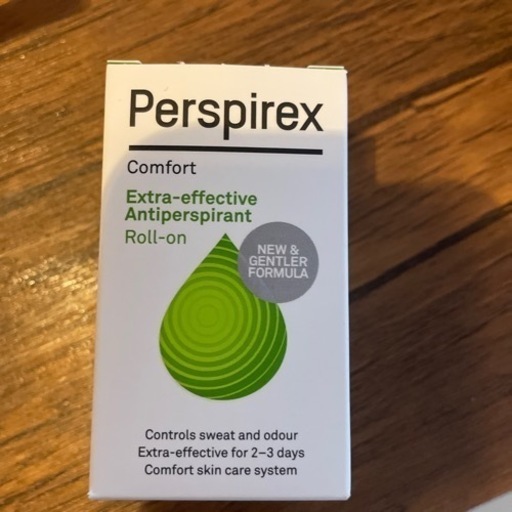 Perspirex
Comfort
Extra-effective
Antiperspirant
Roll-on
NEW &
GENTLER
FORMULA
Controls sweat and odour
Extra-effective for 2–3 days
Comfort skin care system